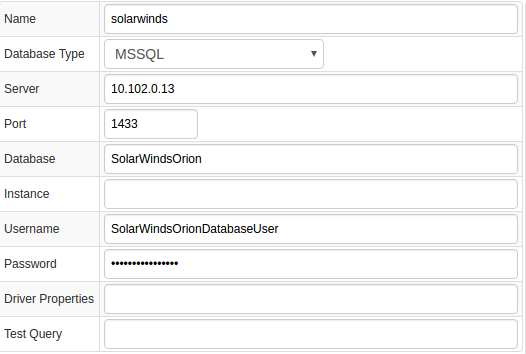 Name solarwinds
Database Type MSSQL
Server 10.102.0.13
Port 1433
Database SolarWindsOrion
Instance
Username SolarWindsOrionDatabaseUser
Password ••••••••••••••••
Driver Properties
Test Query